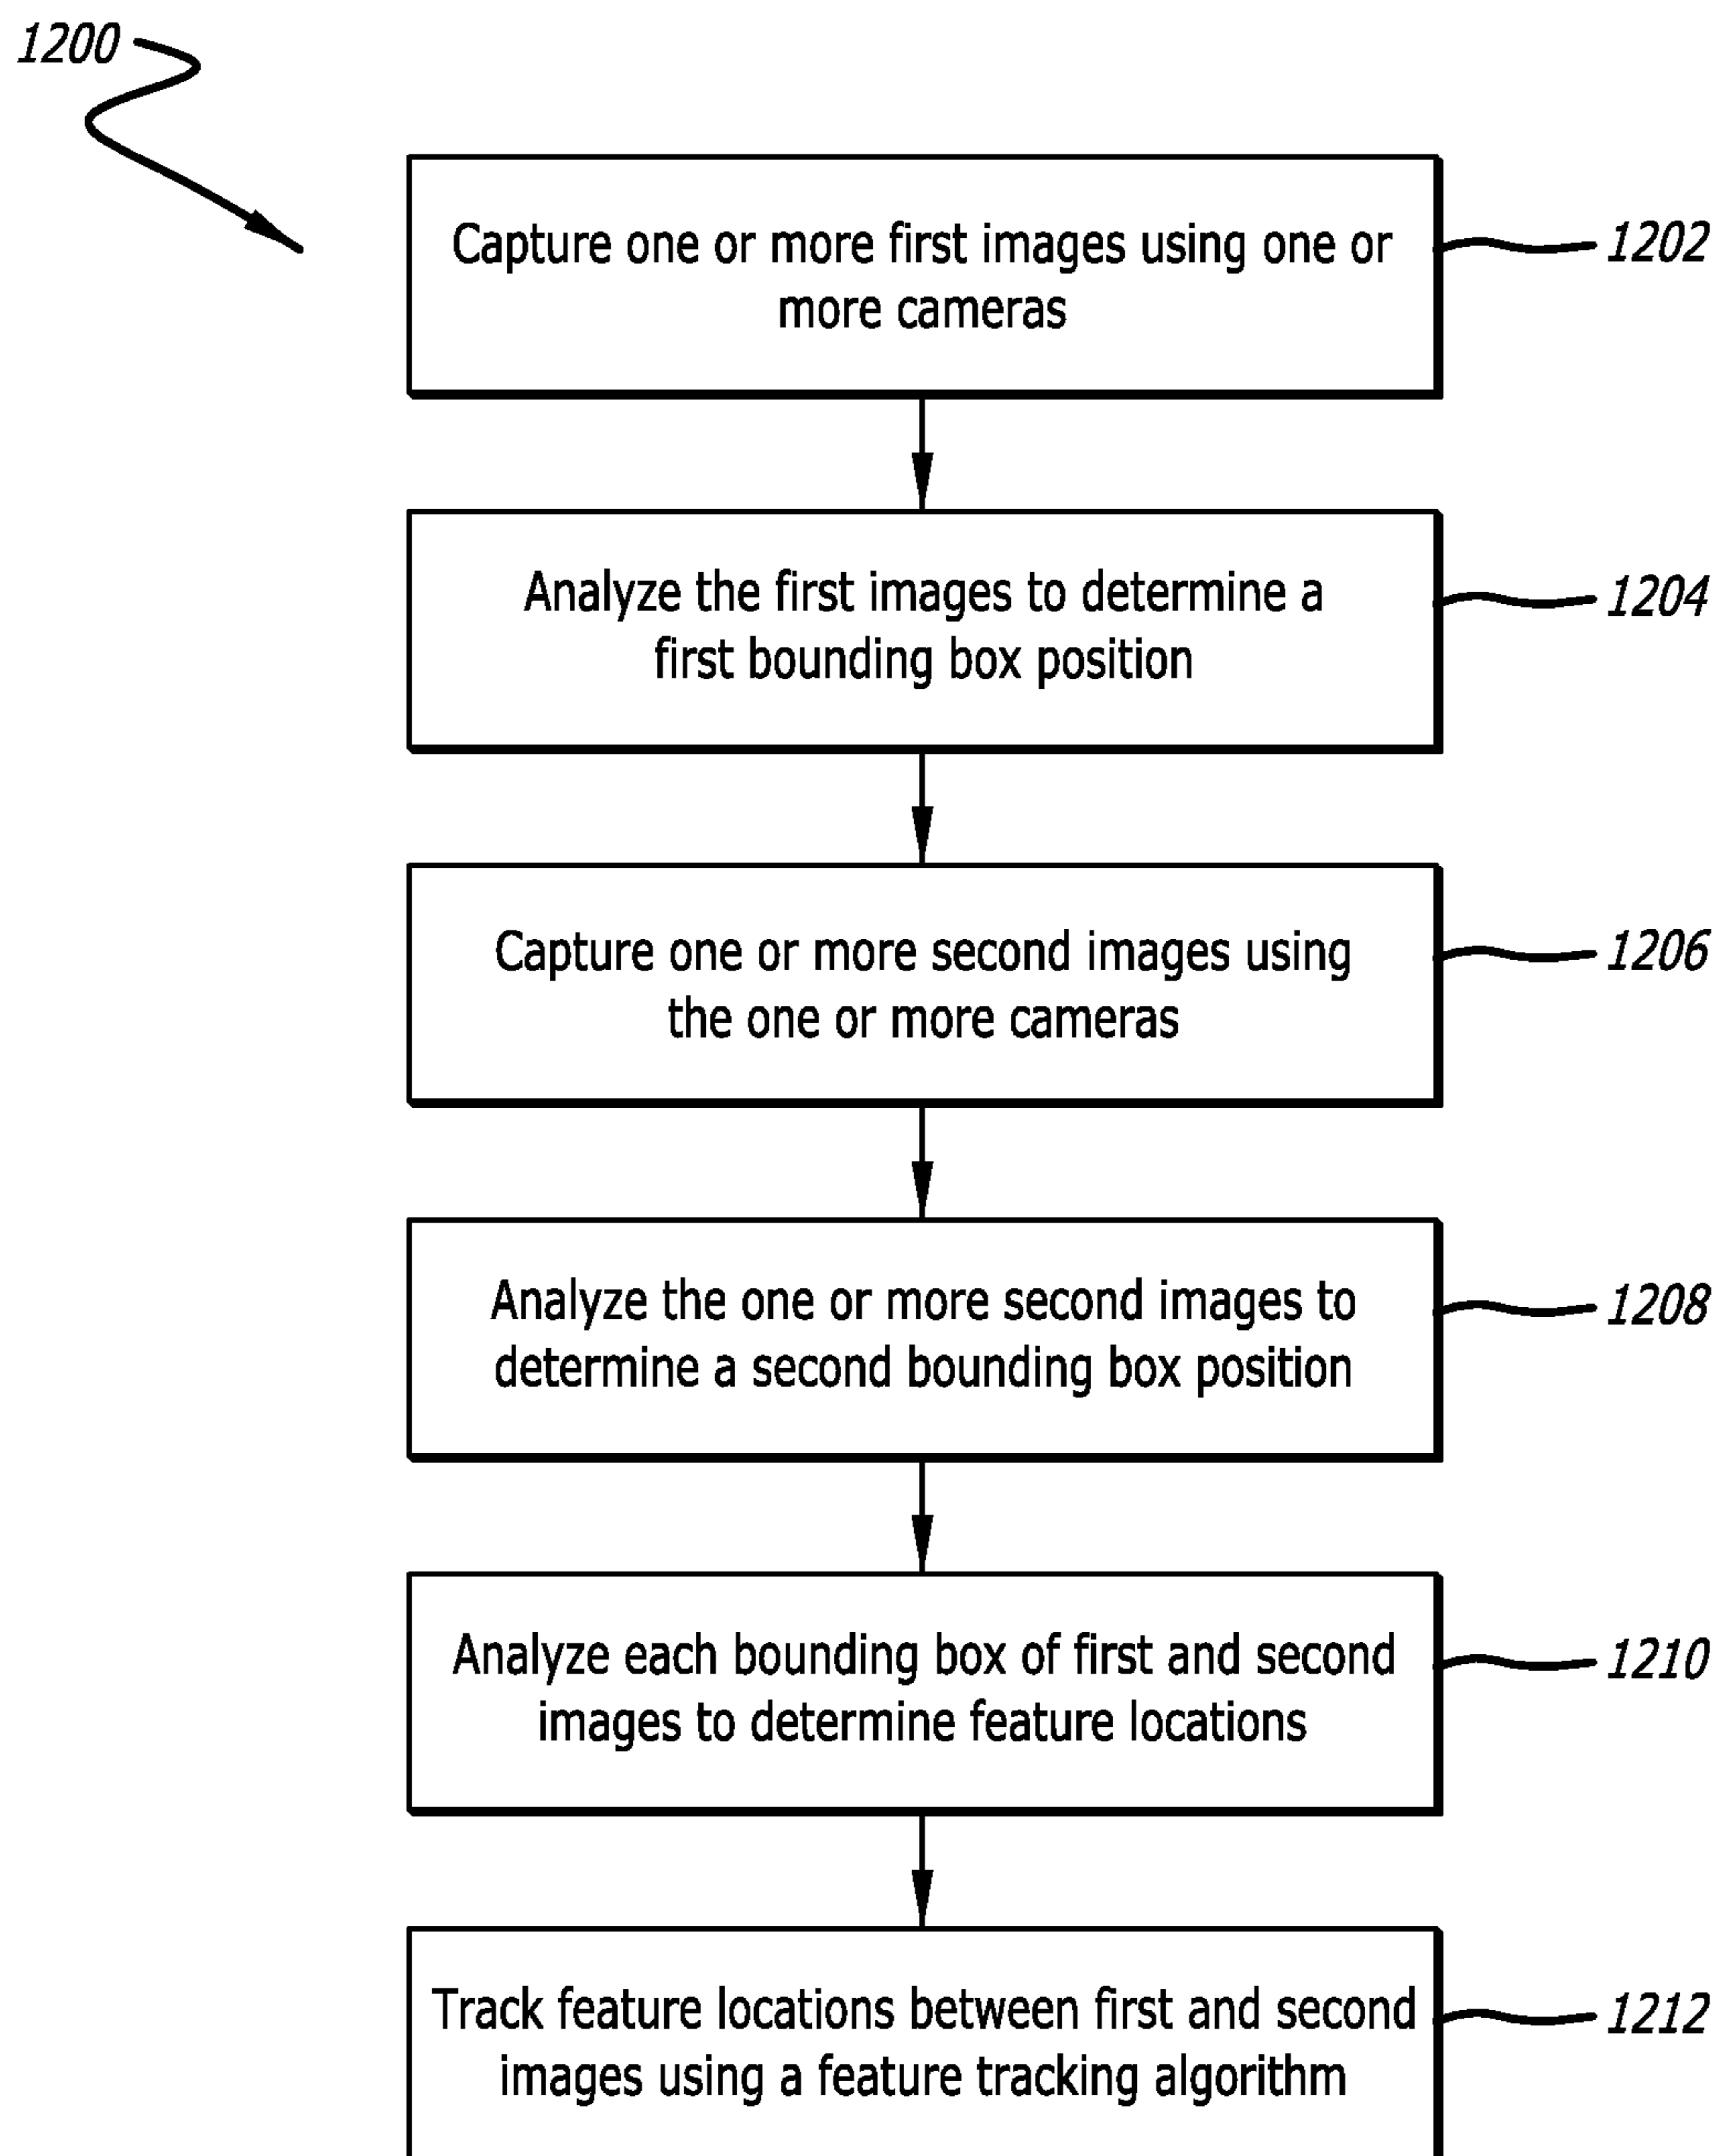 1200
Capture one or more first images using one or
more cameras
1202
Analyze the first images to determine a
first bounding box position
1204
Capture one or more second images using
the one or more cameras
1206
Analyze the one or more second images to
determine a second bounding box position
1208
Analyze each bounding box of first and second
images to determine feature locations
1210
Track feature locations between first and second
images using a feature tracking algorithm
1212